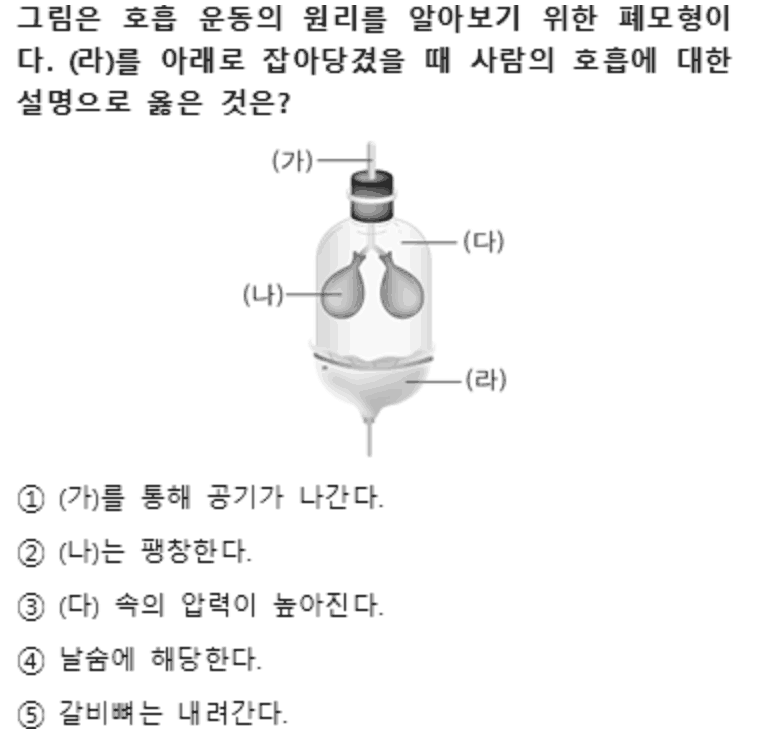 그림은 호흡 운동의 원리를 알아보기 위한 폐모형이
다. (라)를 아래로 잡아당겼을 때 사람의 호흡에 대한
설명으로 옳은 것은?
(가)
(다)
(나)
(라)
① (가)를 통해 공기가 나간다.
② (나)는 팽창한다.
③ (다) 속의 압력이 높아진다.
④ 날숨에 해당한다.
⑤ 갈비뼈는 내려간다.